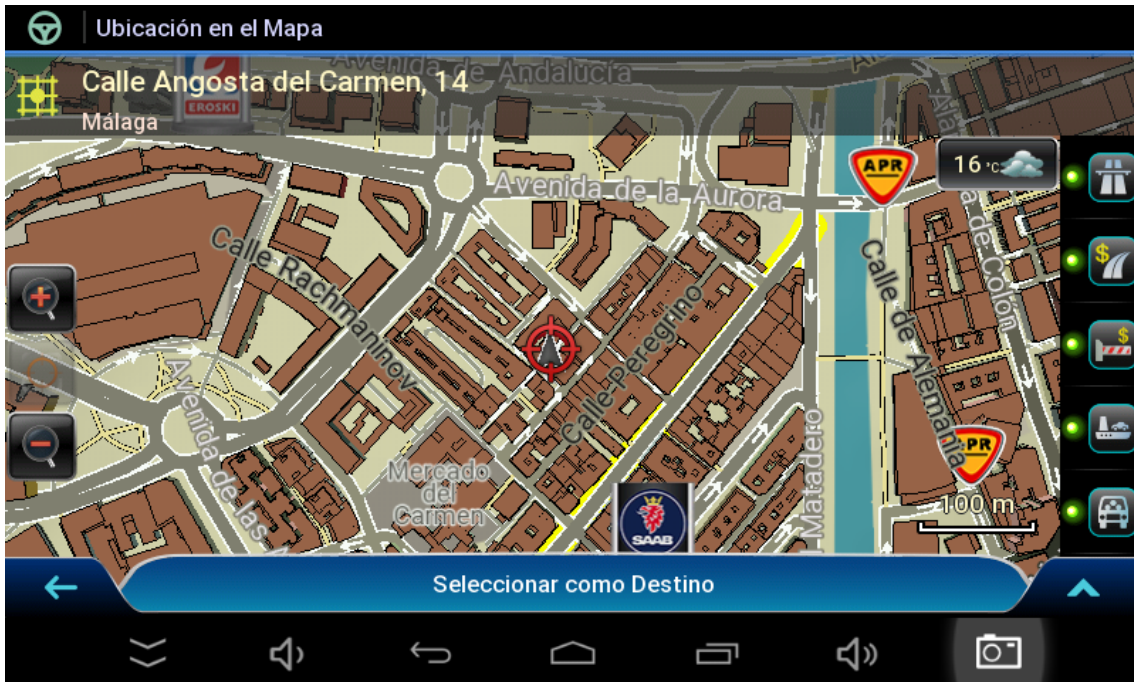 Ubicación en el Mapa
Calle Angosta del Carmen, 14
Málaga
EROSKI
Avenida de Andalucía
16 °C
APR
Avenida de la Aurora
Calle Rachmaninov
Calle Peregrino
Calle de Alemania
de Colón
Avenida de las
Mercado
del
Carmen
Matadero
SAAB
100 m
Seleccionar como Destino